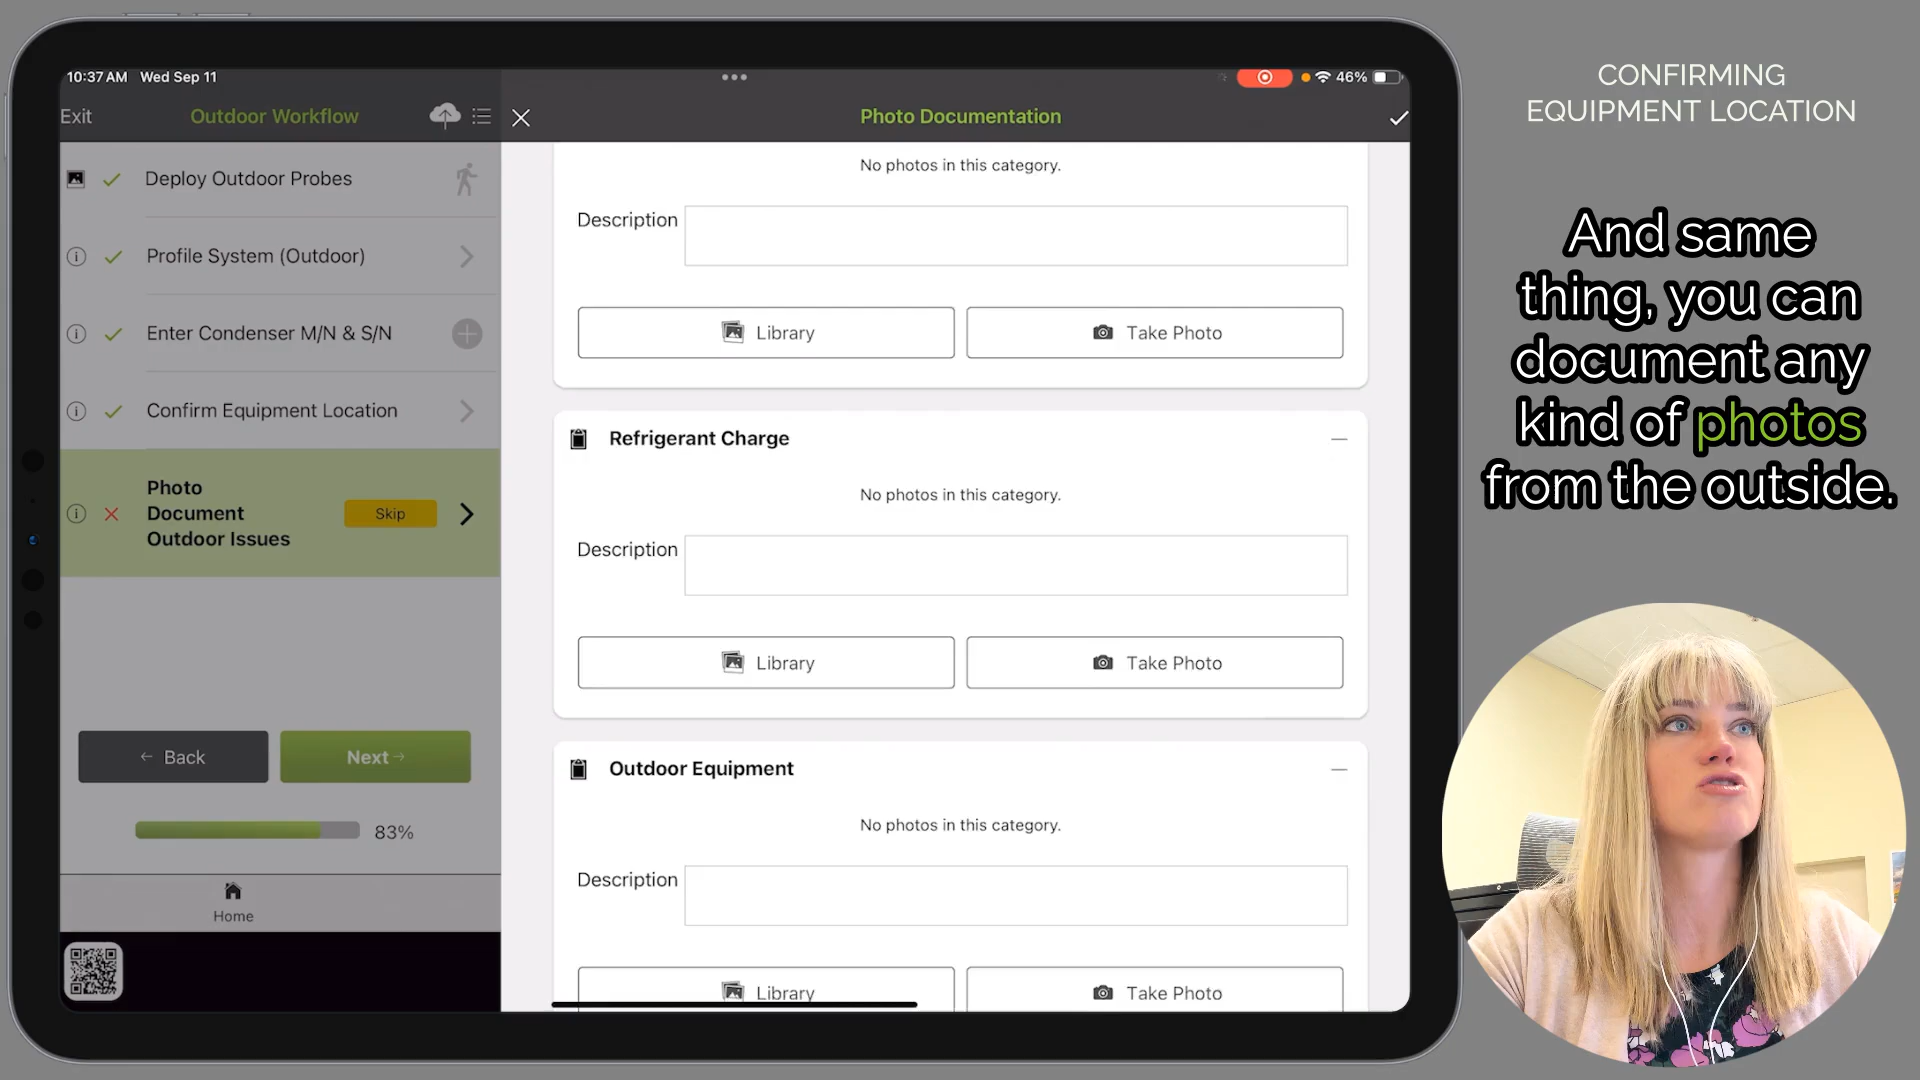 10:37 AM Wed Sep 11
46%
Exit
Outdoor Workflow
Photo Documentation
Deploy Outdoor Probes
Profile System (Outdoor)
Enter Condenser M/N & S/N
Confirm Equipment Location
Photo
Document
Outdoor Issues
Skip
← Back
Next →
83%
Home
No photos in this category.
Description
Library
Take Photo
Refrigerant Charge
No photos in this category.
Description
Library
Take Photo
Outdoor Equipment
No photos in this category.
Description
Library
Take Photo
CONFIRMING
EQUIPMENT LOCATION
And same
thing, you can
document any
kind of photos
from the outside.